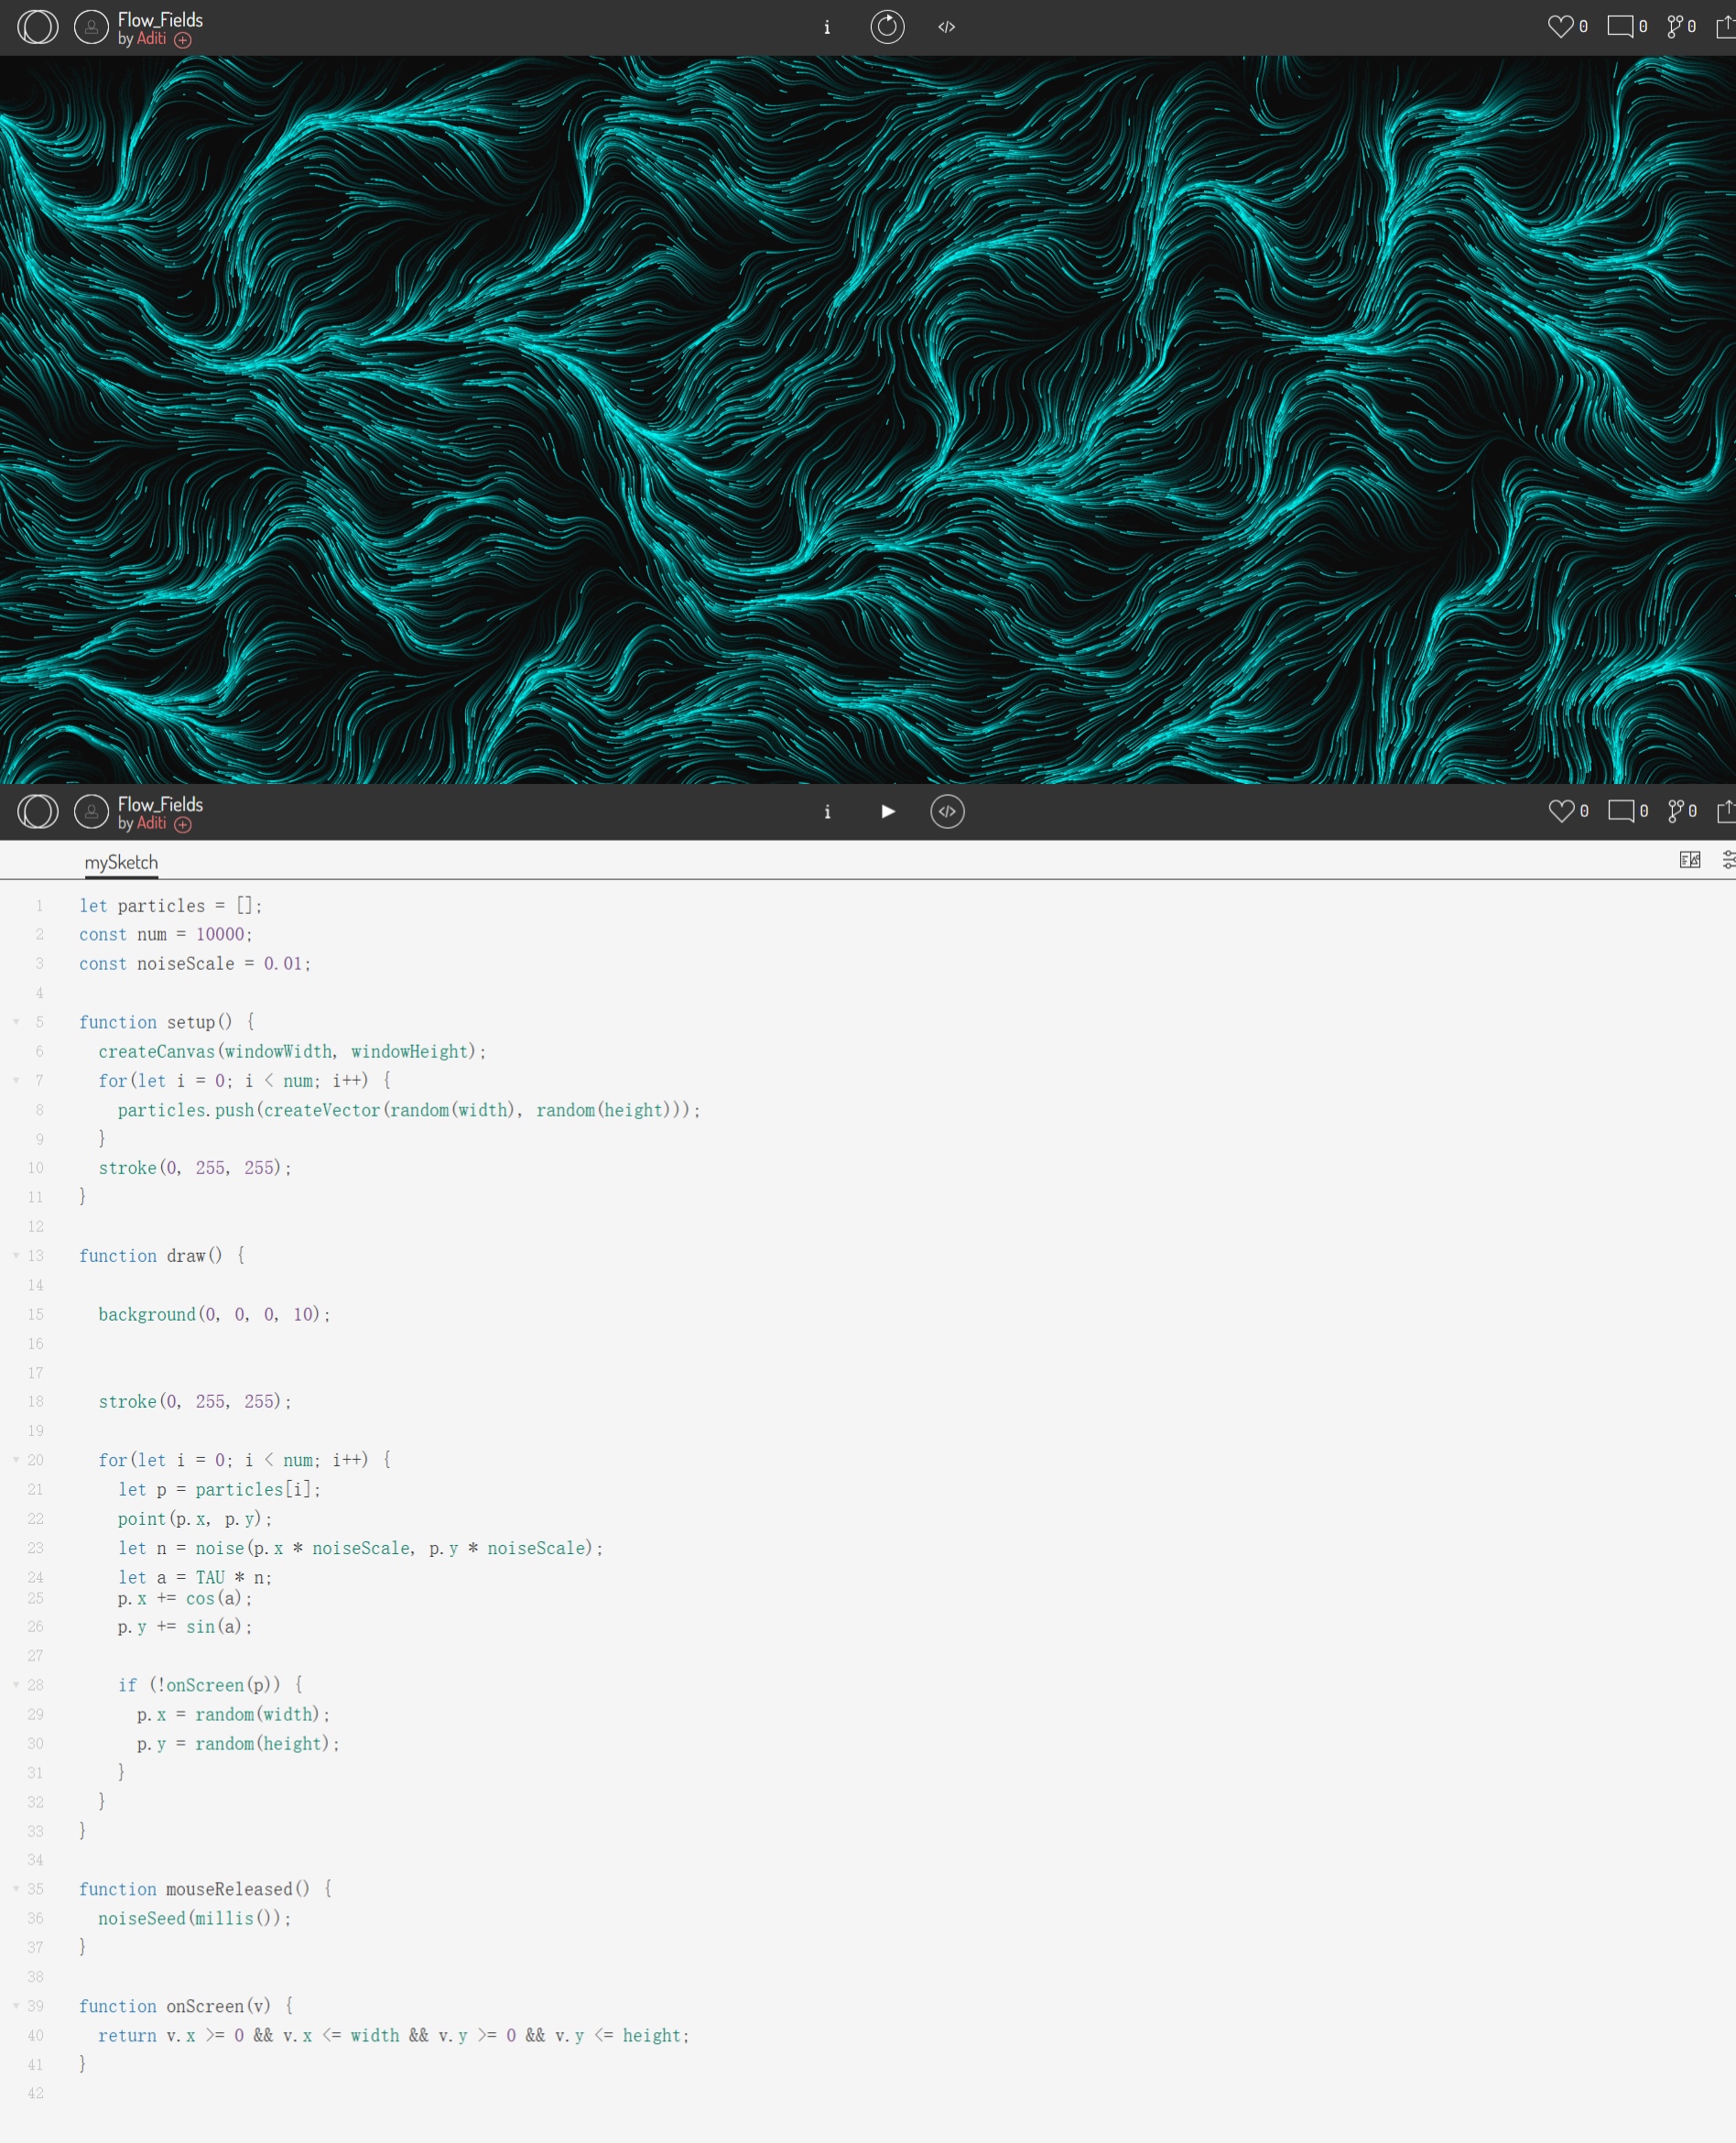 Flow_Fields
by Aditi
i
</>
0
0
0
Flow_Fields
by Aditi
i
</>
0
0
0
mySketch
1 let particles = [];
2 const num = 10000;
3 const noiseScale = 0.01;
4
5 function setup() {
6 createCanvas(windowWidth, windowHeight);
7 for(let i = 0; i < num; i++) {
8 particles.push(createVector(random(width), random(height)));
9 }
10 stroke(0, 255, 255);
11 }
12
13 function draw() {
14
15 background(0, 0, 0, 10);
16
17
18 stroke(0, 255, 255);
19
20 for(let i = 0; i < num; i++) {
21 let p = particles[i];
22 point(p.x, p.y);
23 let n = noise(p.x * noiseScale, p.y * noiseScale);
24 let a = TAU * n;
25 p.x += cos(a);
26 p.y += sin(a);
27
28 if (!onScreen(p)) {
29 p.x = random(width);
30 p.y = random(height);
31 }
32 }
33 }
34
35 function mouseReleased() {
36 noiseSeed(millis());
37 }
38
39 function onScreen(v) {
40 return v.x >= 0 && v.x <= width && v.y >= 0 && v.y <= height;
41 }
42